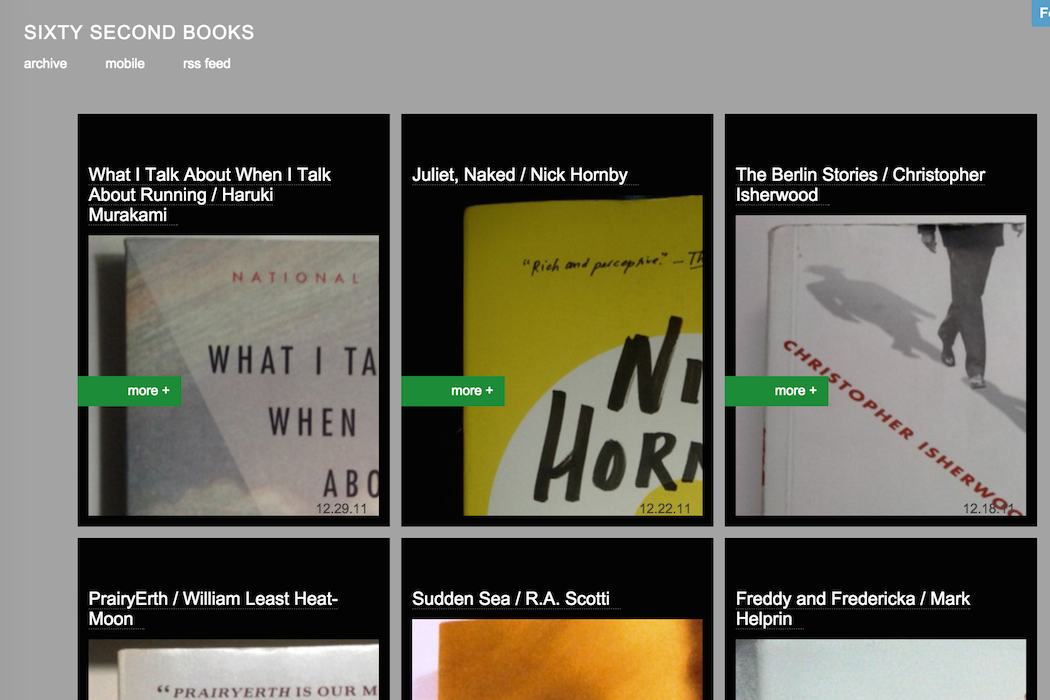 SIXTY SECOND BOOKS
archive mobile rss feed
What I Talk About When I Talk
About Running / Haruki
Murakami
NATIONAL
WHAT I TA
WHEN
ABO
more +
12.29.11
Juliet, Naked / Nick Hornby
"Rich and perceptive." — Th
NI
HORN
more +
12.22.11
The Berlin Stories / Christopher
Isherwood
CHRISTOPHER ISHERWOO
more +
12.18.11
PrairyErth / William Least Heat-
Moon
"PRAIRYERTH IS OUR M
Sudden Sea / R.A. Scotti
Freddy and Fredericka / Mark
Helprin